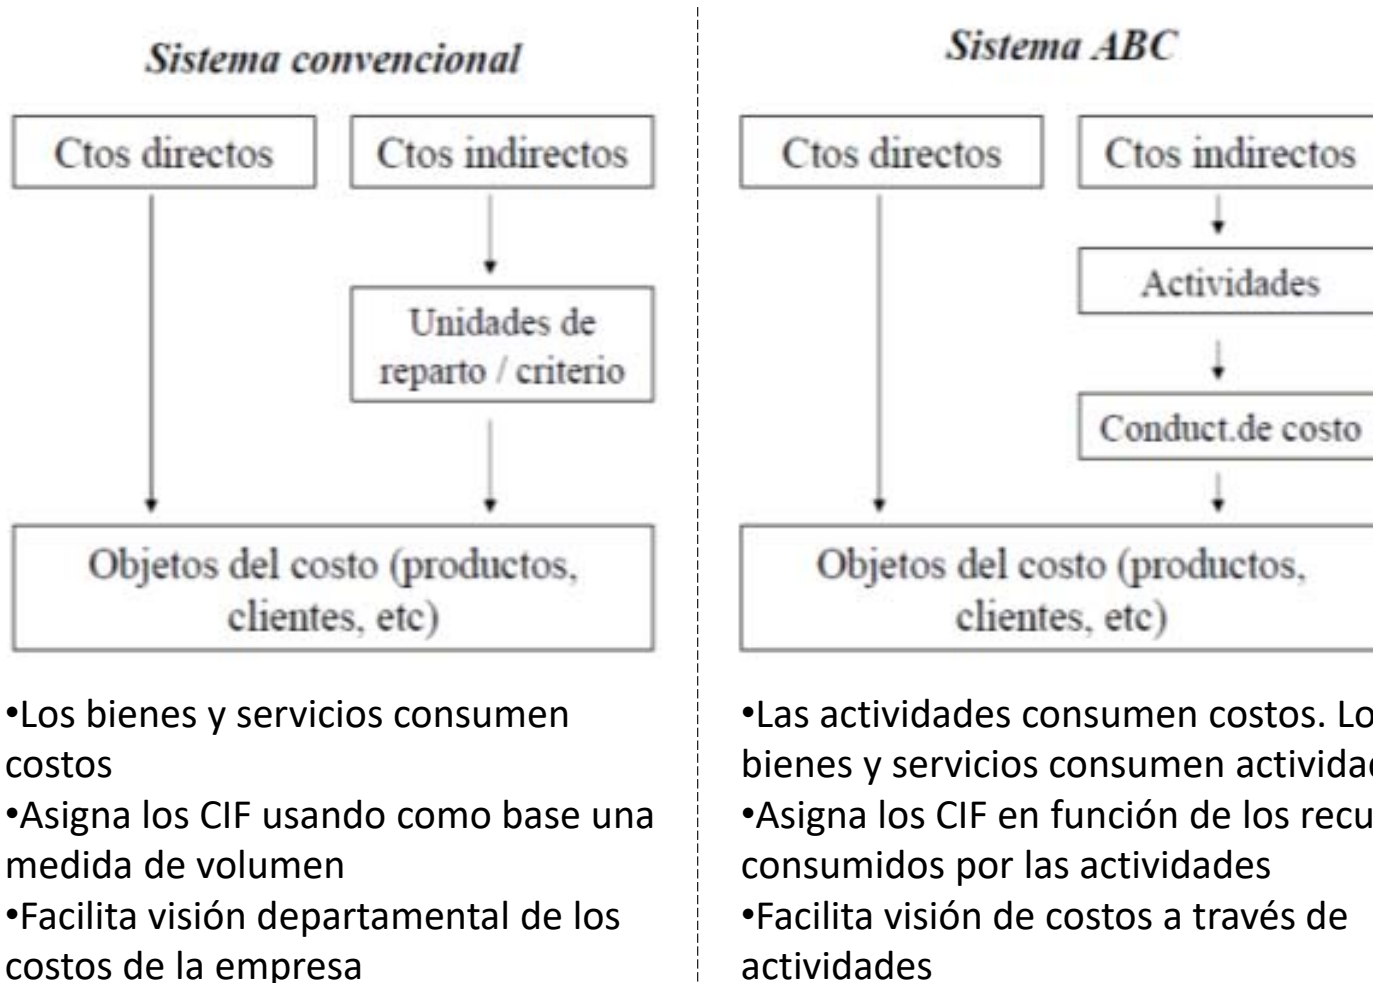 Sistema convencional
Ctos directos
Ctos indirectos
Unidades de
reparto / criterio
Objetos del costo (productos,
clientes, etc)
•Los bienes y servicios consumen
costos
•Asigna los CIF usando como base una
medida de volumen
•Facilita visión departamental de los
costos de la empresa
Sistema ABC
Ctos directos
Ctos indirectos
Actividades
Conduct.de costo
Objetos del costo (productos,
clientes, etc)
•Las actividades consumen costos. Lo
bienes y servicios consumen activida
•Asigna los CIF en función de los recu
consumidos por las actividades
•Facilita visión de costos a través de
actividades